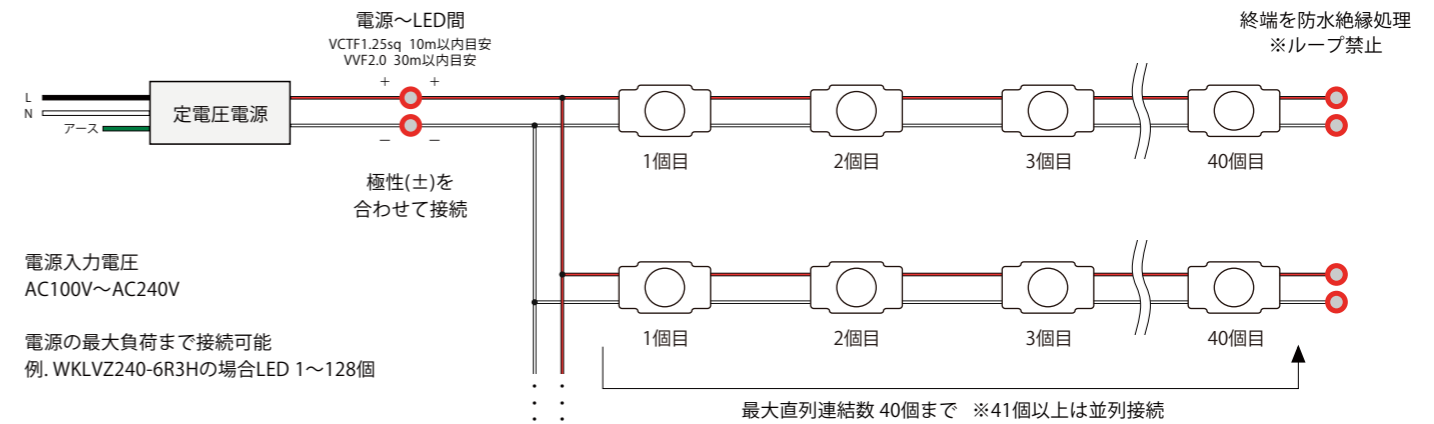 電源～LED間
VCTF1.25sq 10m以内目安
VVF2.0 30m以内目安
終端を防水絶縁処理
※ループ禁止
＋ ＋
L
N
アース
定電圧電源
－ －
極性(±)を
合わせて接続
1個目 2個目 3個目 40個目
電源入力電圧
AC100V～AC240V
電源の最大負荷まで接続可能
例. WKLVZ240-6R3Hの場合LED 1～128個
1個目 2個目 3個目 40個目
最大直列連結数 40個まで ※41個以上は並列接続